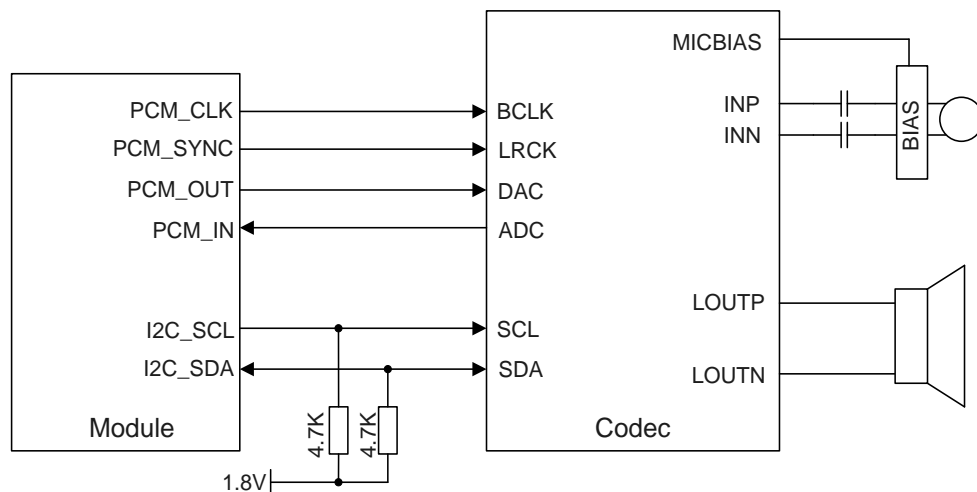 MICBIAS
PCM_CLK
BCLK
INP
PCM_SYNC
LRCK
INN
BIAS
PCM_OUT
DAC
PCM_IN
ADC
LOUTP
I2C_SCL
SCL
I2C_SDA
SDA
LOUTN
4.7K
4.7K
Module
Codec
1.8V